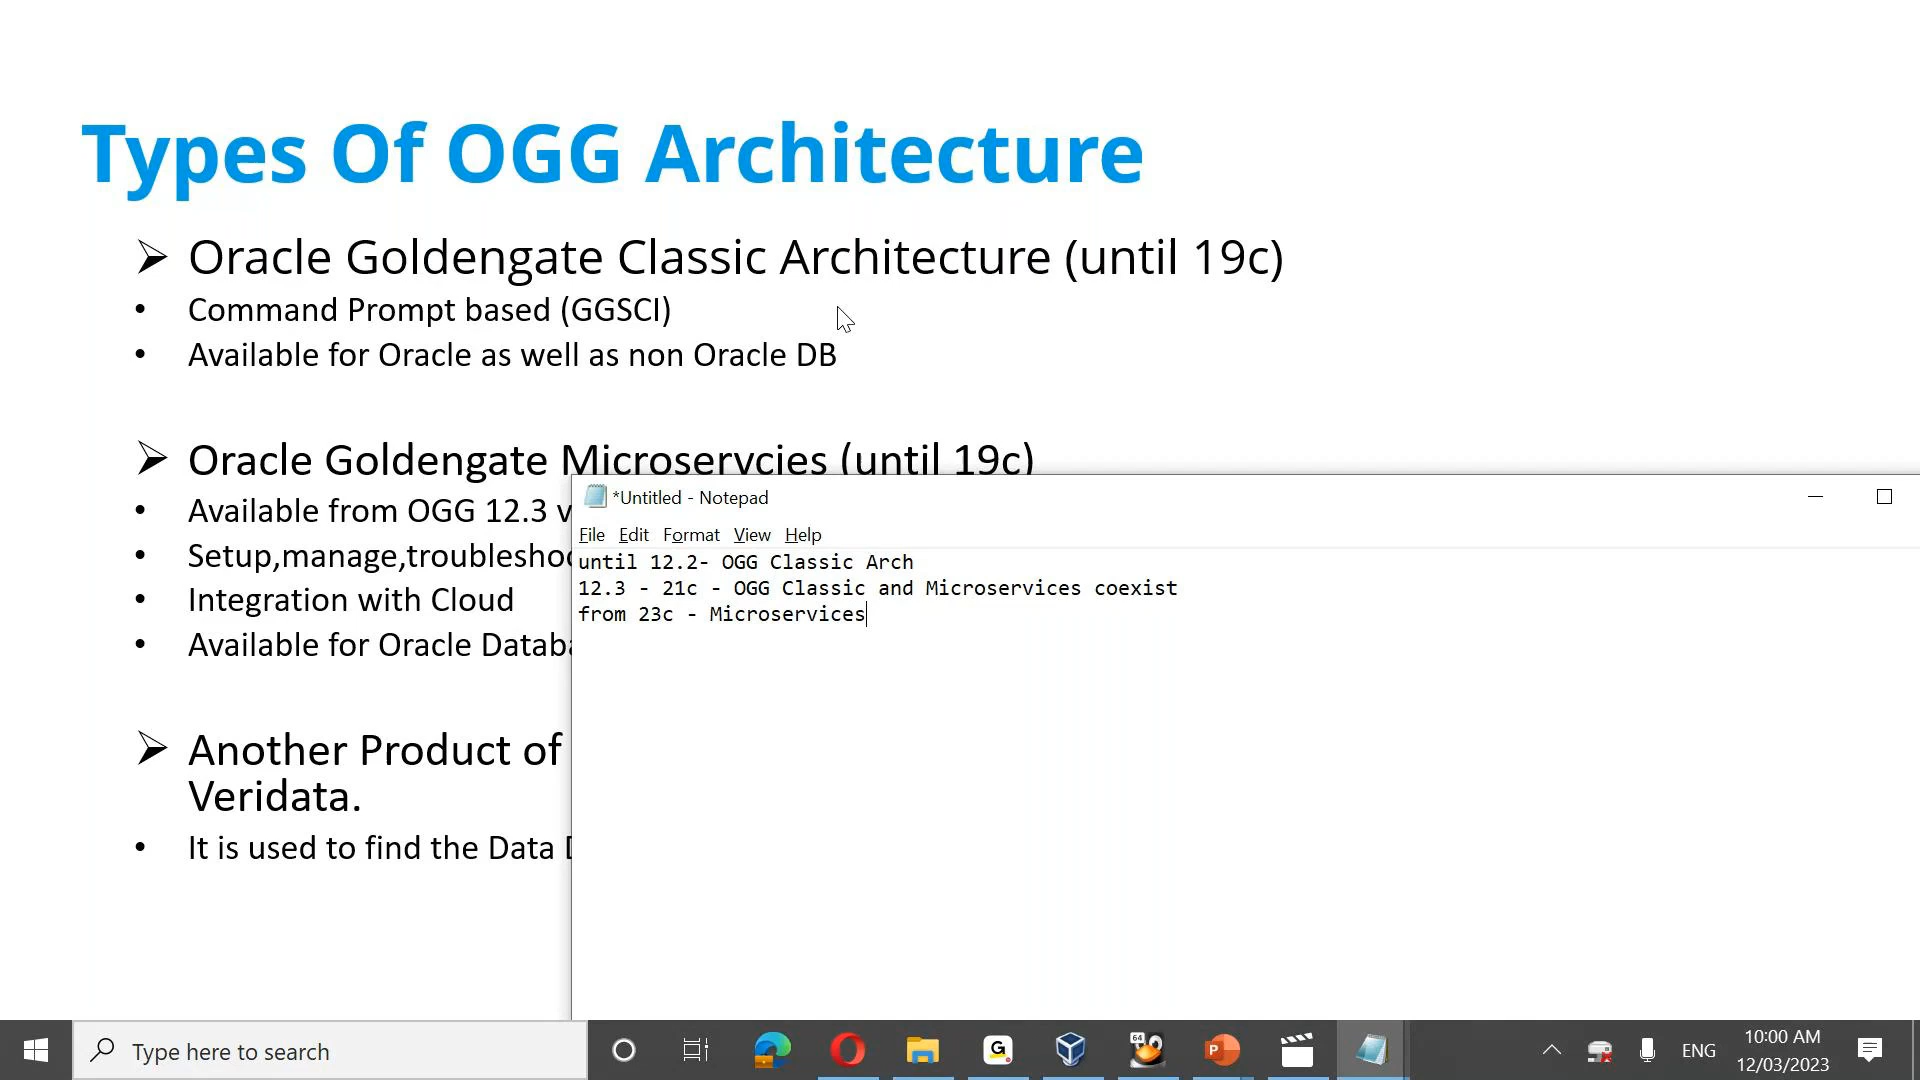 Types Of OGG Architecture
Oracle Goldengate Classic Architecture (until 19c)
Command Prompt based (GGSCI)
Available for Oracle as well as non Oracle DB
Oracle Goldengate Microservcies (until 19c)
Available from OGG 12.3 v
Setup,manage,troubleshoo
Integration with Cloud
Available for Oracle Databa
Another Product of
Veridata.
It is used to find the Data D
*Untitled - Notepad
File Edit Format View Help
until 12.2- OGG Classic Arch
12.3 - 21c - OGG Classic and Microservices coexist
from 23c - Microservices
Type here to search
G
64
P
ENG
10:00 AM
12/03/2023